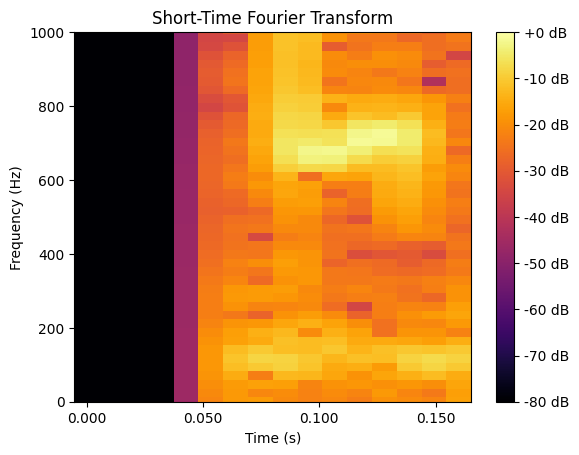 Short-Time Fourier Transform
1000
800
600
400
200
0
Frequency (Hz)
0.000
0.050
0.100
0.150
Time (s)
+0 dB
-10 dB
-20 dB
-30 dB
-40 dB
-50 dB
-60 dB
-70 dB
-80 dB